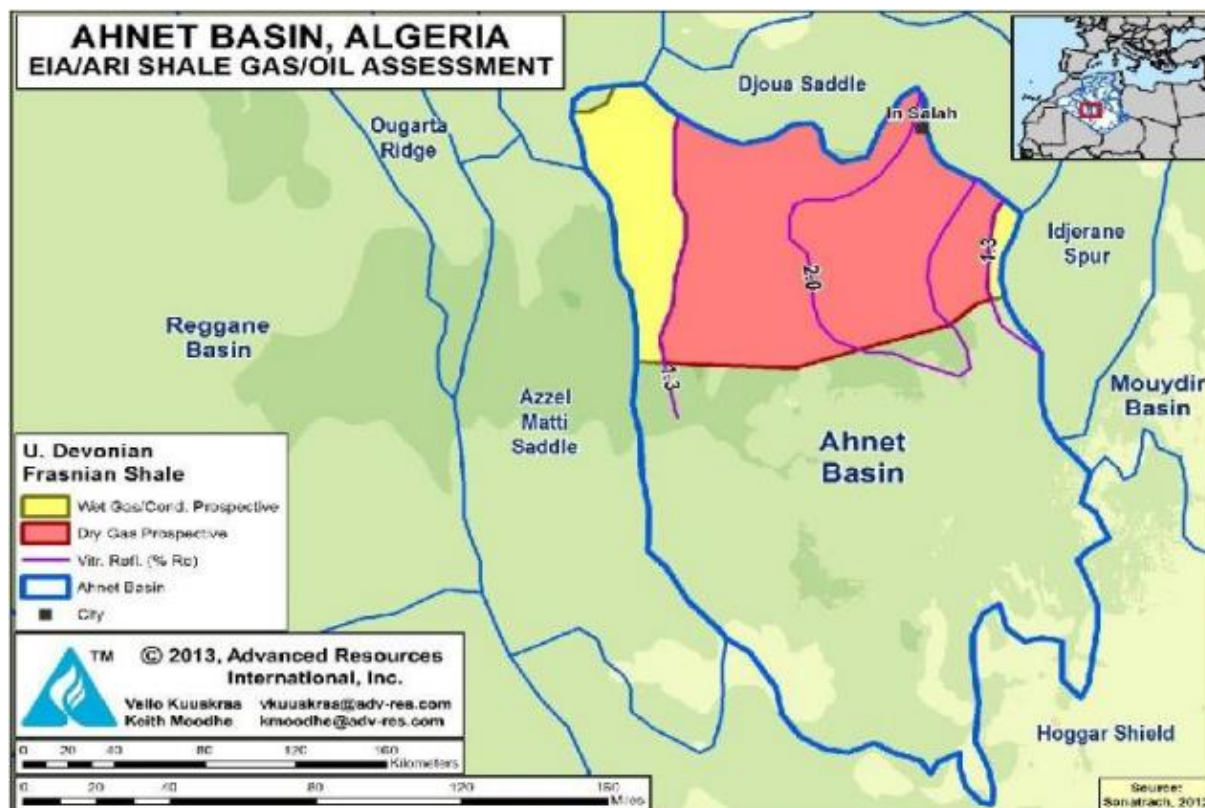 AHNET BASIN, ALGERIA
EIA/ARI SHALE GAS/OIL ASSESSMENT
Djoua Saddle
In Salah
Ougarta
Ridge
Idjerane
Spur
1.3
2.0
Reggane
Basin
1.3
Azzel
Matti
Saddle
Mouydir
Basin
Ahnet
Basin
U. Devonian
Frasnian Shale
Wet Gas/Cond. Prospective
Dry Gas Prospective
Vitr. Refl. (% Ro)
Ahnet Basin
City
TM
© 2013, Advanced Resources
International, Inc.
Vello Kuuskraa vkuuskraa@adv-res.com
Keith Moodhe kmoodhe@adv-res.com
Hoggar Shield
0 20 40 80 120 160
Kilometers
0 20 40 80 120 160
Miles
Source:
Sonatrach, 2012